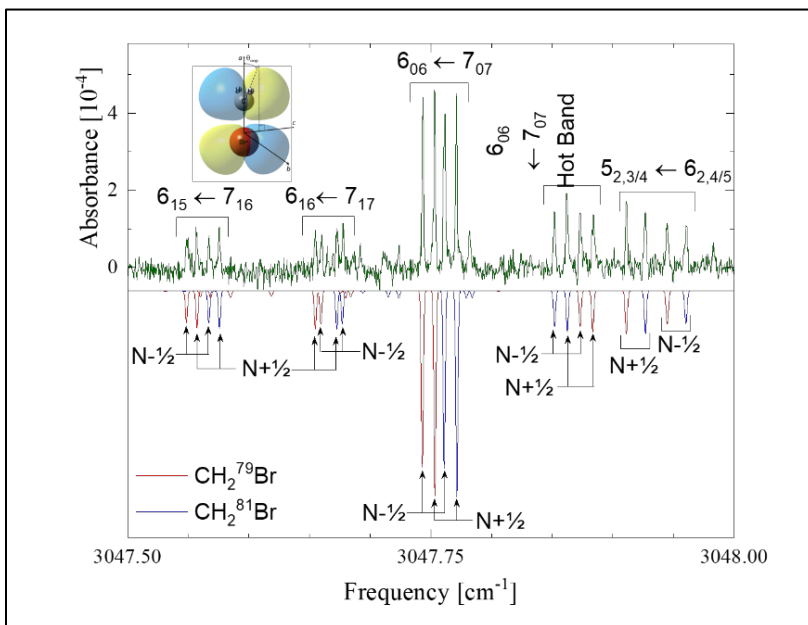 Absorbance [10⁻⁴]
4
2
0
6₀₆ ← 7₀₇
6₁₅ ← 7₁₆
6₁₆ ← 7₁₇
6₀₆ ← 7₀₇
Hot Band
5₂,₃/₄ ← 6₂,₄/₅
a
c
b
N-½
N+½
N-½
N-½
N+½
N+½
N-½
N-½
N+½
CH₂⁷⁹Br
CH₂⁸¹Br
3047.50
3047.75
3048.00
Frequency [cm⁻¹]